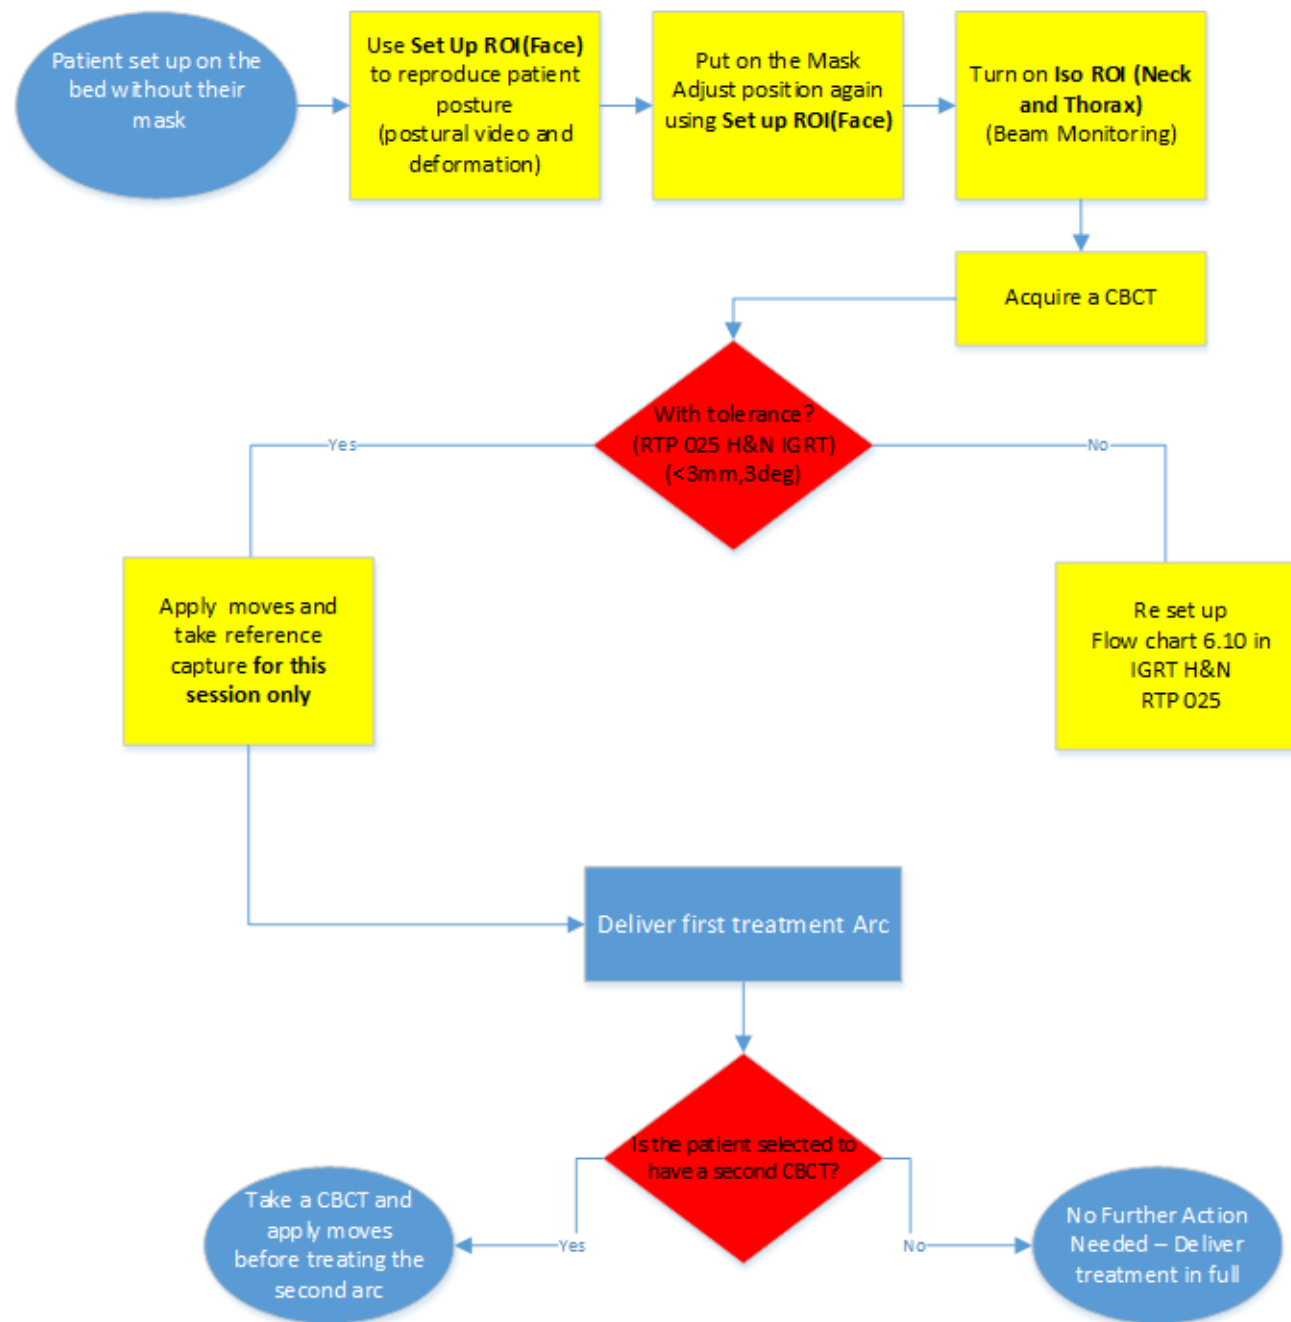 Patient set up on the
bed without their
mask
Use Set Up ROI(Face)
to reproduce patient
posture
(postural video and
deformation)
Put on the Mask
Adjust position again
using Set up ROI(Face)
Turn on Iso ROI (Neck
and Thorax)
(Beam Monitoring)
Acquire a CBCT
With tolerance?
(RTP 025 H&N IGRT)
(<3mm,3deg)
Yes
No
Apply moves and
take reference
capture for this
session only
Re set up
Flow chart 6.10 in
IGRT H&N
RTP 025
Deliver first treatment Arc
Is the patient selected to
have a second CBCT?
Yes
No
Take a CBCT and
apply moves
before treating the
second arc
No Further Action
Needed – Deliver
treatment in full